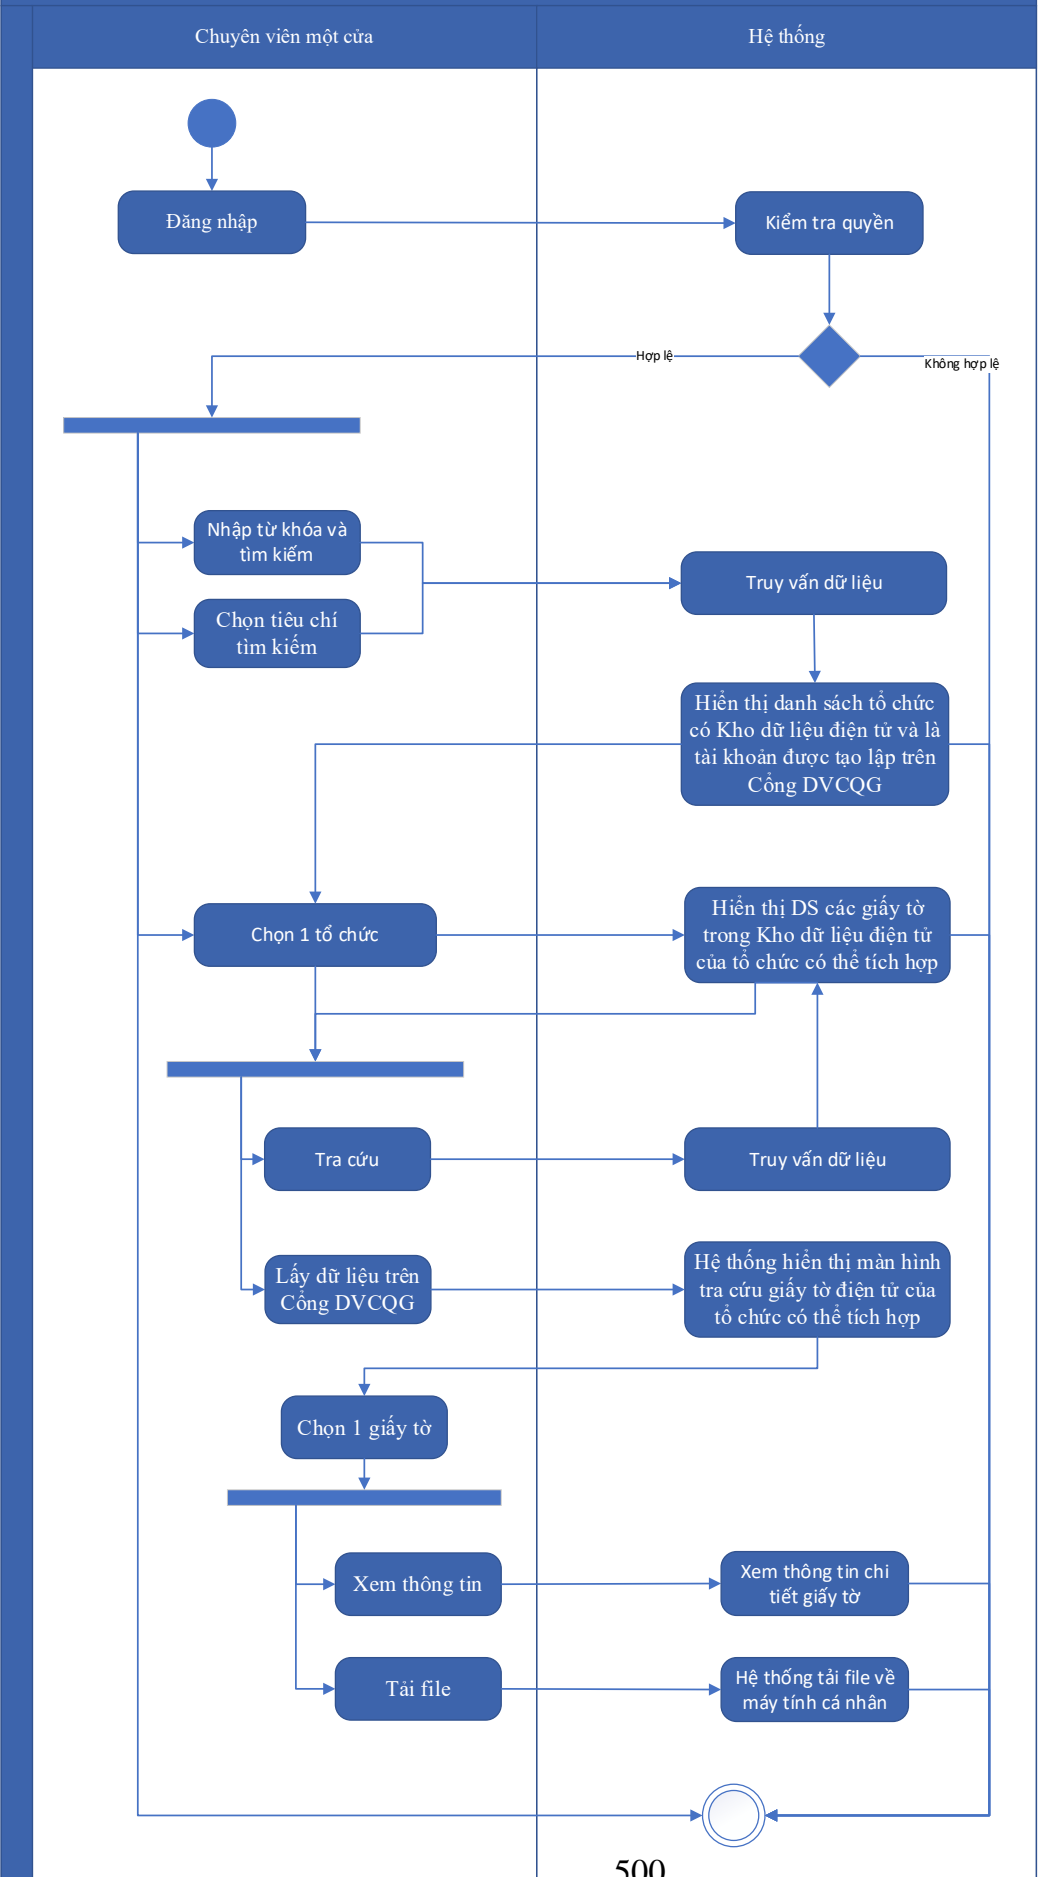 Chuyên viên một cửa
Hệ thống
Đăng nhập
Kiểm tra quyền
Hợp lệ
Không hợp lệ
Nhập từ khóa và
tìm kiếm
Chọn tiêu chí
tìm kiếm
Truy vấn dữ liệu
Hiển thị danh sách tổ chức
có Kho dữ liệu điện tử và là
tài khoản được tạo lập trên
Cổng DVCQG
Chọn 1 tổ chức
Hiển thị DS các giấy tờ
trong Kho dữ liệu điện tử
của tổ chức có thể tích hợp
Tra cứu
Truy vấn dữ liệu
Lấy dữ liệu trên
Cổng DVCQG
Hệ thống hiển thị màn hình
tra cứu giấy tờ điện tử của
tổ chức có thể tích hợp
Chọn 1 giấy tờ
Xem thông tin
Xem thông tin chi
tiết giấy tờ
Tải file
Hệ thống tải file về
máy tính cá nhân
500